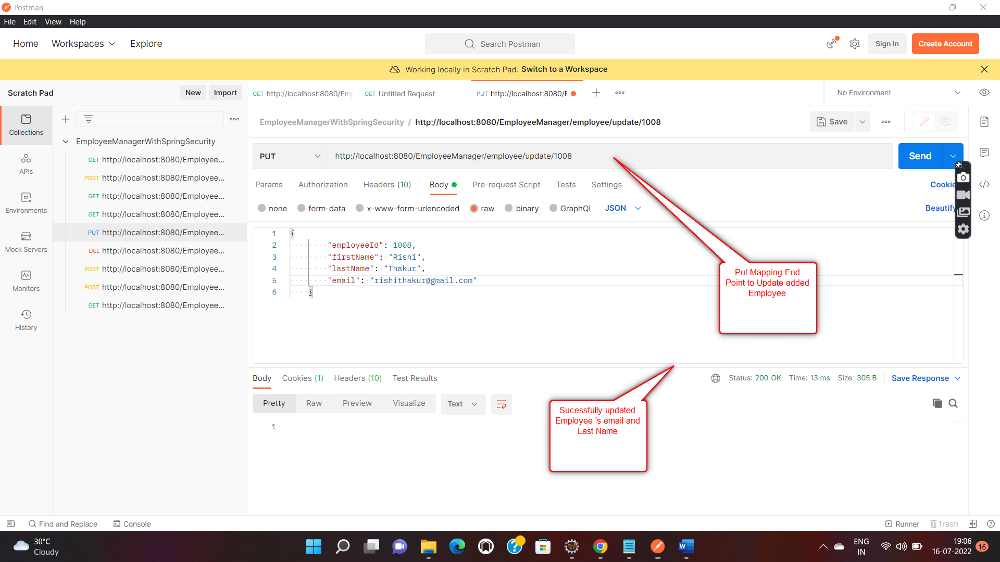 Postman
File Edit View Help
Home Workspaces Explore
Search Postman
Sign In
Create Account
Working locally in Scratch Pad. Switch to a Workspace
Scratch Pad
New
Import
GET http://localhost:8080/Em
GET Untitled Request
PUT http://localhost:8080/E
No Environment
Collections
APIs
Environments
Mock Servers
Monitors
History
EmployeeManagerWithSpringSecurity
GET http://localhost:8080/Employee...
POST http://localhost:8080/Employee...
GET http://localhost:8080/Employee...
GET http://localhost:8080/Employee...
PUT http://localhost:8080/Employee...
DEL http://localhost:8080/Employee...
POST http://localhost:8080/Employee...
POST http://localhost:8080/Employee...
GET http://localhost:8080/Employee...
EmployeeManagerWithSpringSecurity / http://localhost:8080/EmployeeManager/employee/update/1008
Save
PUT
http://localhost:8080/EmployeeManager/employee/update/1008
Send
Params Authorization Headers (10) Body Pre-request Script Tests Settings
Cookie
none form-data x-www-form-urlencoded raw binary GraphQL JSON
Beautify
1 {
2 "employeeId": 1008,
3 "firstName": "Rishi",
4 "lastName": "Thakur",
5 "email": "rishithakur@gmail.com"
6 }
Put Mapping End
Point to Update added
Employee
Body Cookies (1) Headers (10) Test Results
Status: 200 OK Time: 13 ms Size: 305 B
Save Response
Pretty Raw Preview Visualize Text
1
Sucessfully updated
Employee 's email and
Last Name
Find and Replace
Console
Runner
Trash
30°C
Cloudy
ENG
IN
19:06
16-07-2022
16